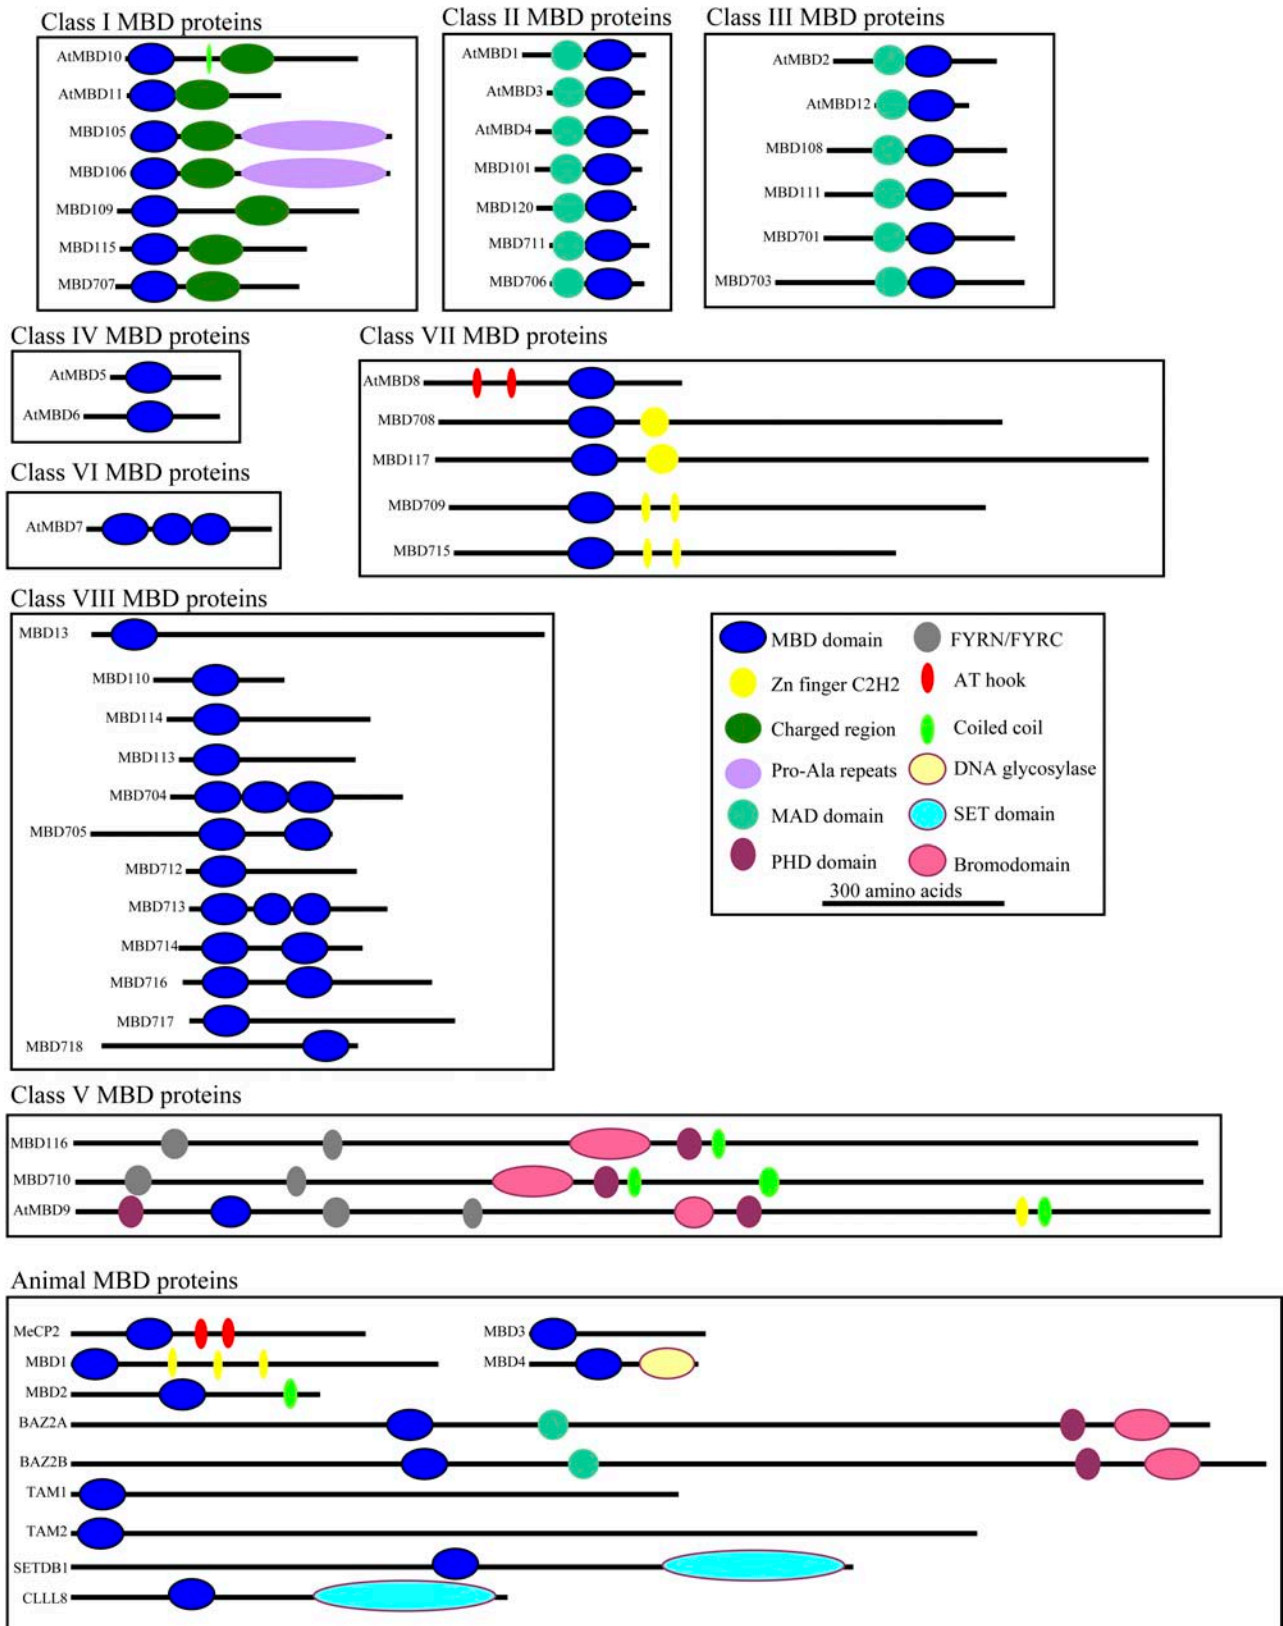 Class I MBD proteins
AtMBD10
AtMBD11
MBD105
MBD106
MBD109
MBD115
MBD707
Class II MBD proteins
AtMBD1
AtMBD3
AtMBD4
MBD101
MBD120
MBD711
MBD706
Class III MBD proteins
AtMBD2
AtMBD12
MBD108
MBD111
MBD701
MBD703
Class IV MBD proteins
AtMBD5
AtMBD6
Class VII MBD proteins
AtMBD8
MBD708
MBD117
MBD709
MBD715
Class VI MBD proteins
AtMBD7
Class VIII MBD proteins
MBD13
MBD110
MBD114
MBD113
MBD704
MBD705
MBD712
MBD713
MBD714
MBD716
MBD717
MBD718
MBD domain
Zn finger C2H2
Charged region
Pro-Ala repeats
MAD domain
PHD domain
FYRN/FYRC
AT hook
Coiled coil
DNA glycosylase
SET domain
Bromodomain
300 amino acids
Class V MBD proteins
MBD116
MBD710
AtMBD9
Animal MBD proteins
MeCP2
MBD1
MBD2
MBD3
MBD4
BAZ2A
BAZ2B
TAM1
TAM2
SETDB1
CLLL8